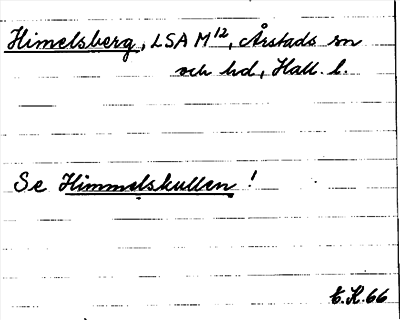 Himelsberg, LSA M12, Årstads sn
och hd, Hall. l.
Se Himmelskullen!
E.K. 66